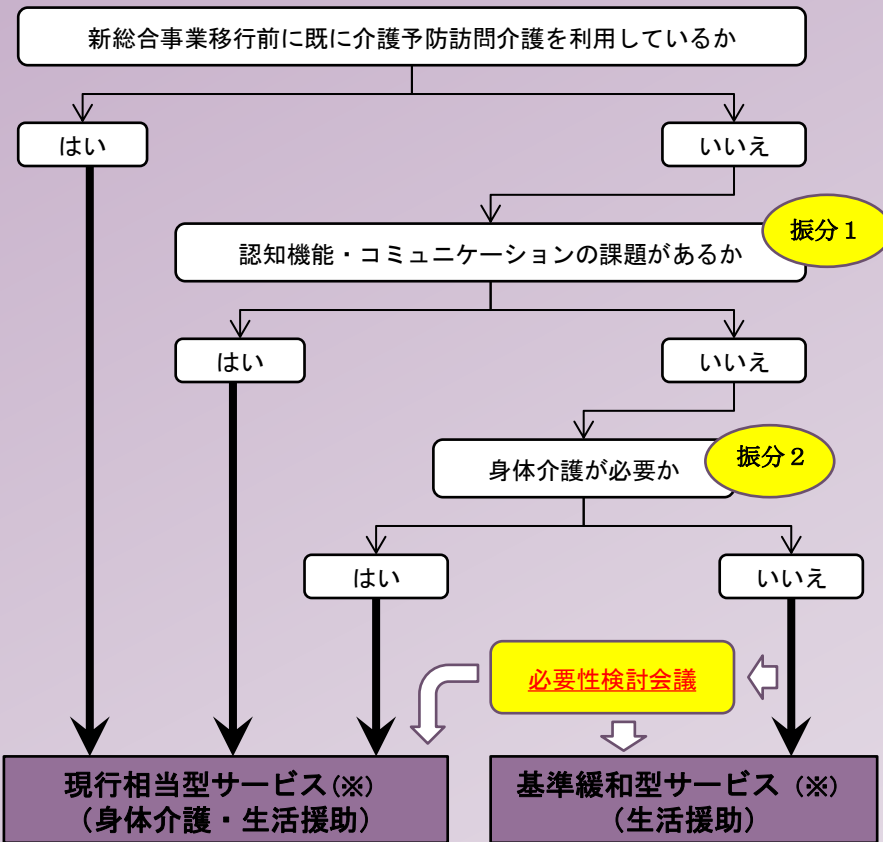 新総合事業移行前に既に介護予防訪問介護を利用しているか
はい
いいえ
振分1
認知機能・コミュニケーションの課題があるか
はい
いいえ
振分2
身体介護が必要か
はい
いいえ
必要性検討会議
現行相当型サービス(※)
(身体介護・生活援助)
基準緩和型サービス(※)
(生活援助)